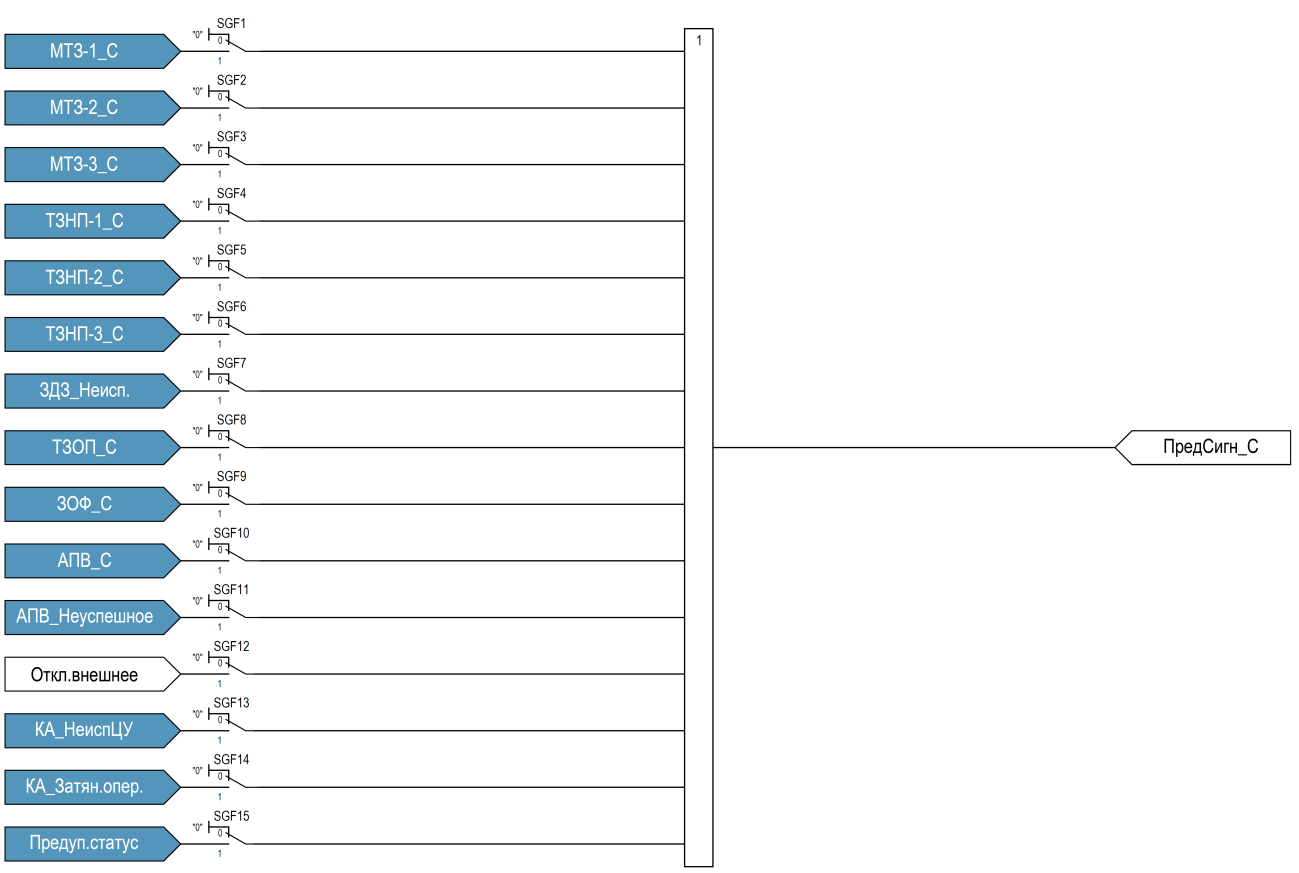 SGF1
"0" 0
МТЗ-1_С
1
1
SGF2
"0" 0
МТЗ-2_С
1
SGF3
"0" 0
МТЗ-3_С
1
SGF4
"0" 0
ТЗНП-1_С
1
SGF5
"0" 0
ТЗНП-2_С
1
SGF6
"0" 0
ТЗНП-3_С
1
SGF7
"0" 0
ЗДЗ_Неисп.
1
SGF8
"0" 0
ТЗОП_С
ПредСигн_С
1
SGF9
"0" 0
ЗОФ_С
1
SGF10
"0" 0
АПВ_С
1
SGF11
"0" 0
АПВ_Неуспешное
1
SGF12
"0" 0
Откл.внешнее
1
SGF13
"0" 0
КА_НеиспЦУ
1
SGF14
"0" 0
КА_Затян.опер.
1
SGF15
"0" 0
Предуп.статус
1